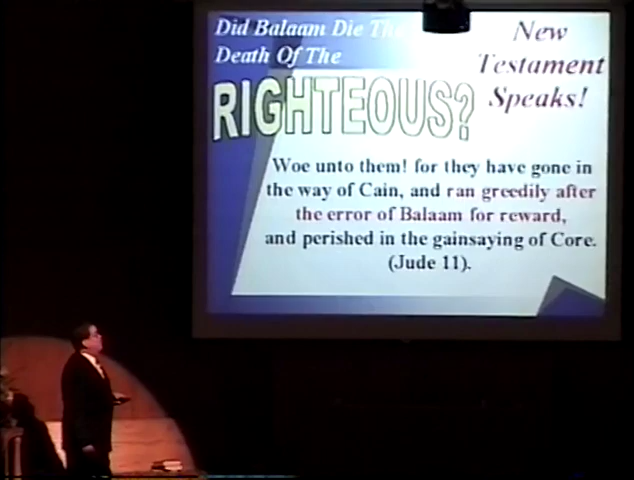 Did Balaam Die The
Death Of The
RIGHTEOUS?
New
Testament
Speaks!
Woe unto them! for they have gone in
the way of Cain, and ran greedily after
the error of Balaam for reward,
and perished in the gainsaying of Core.
(Jude 11).